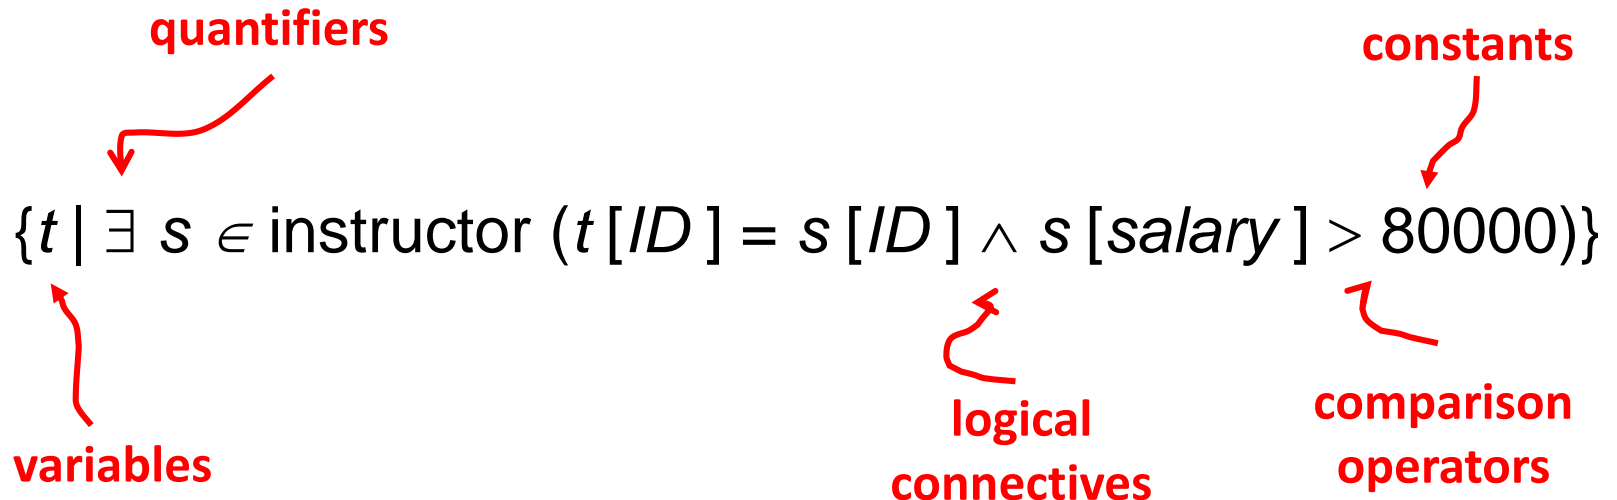 quantifiers
constants
{t | ∃ s ∈ instructor (t [ID ] = s [ID ] ∧ s [salary ] > 80000)}
variables
logical
connectives
comparison
operators